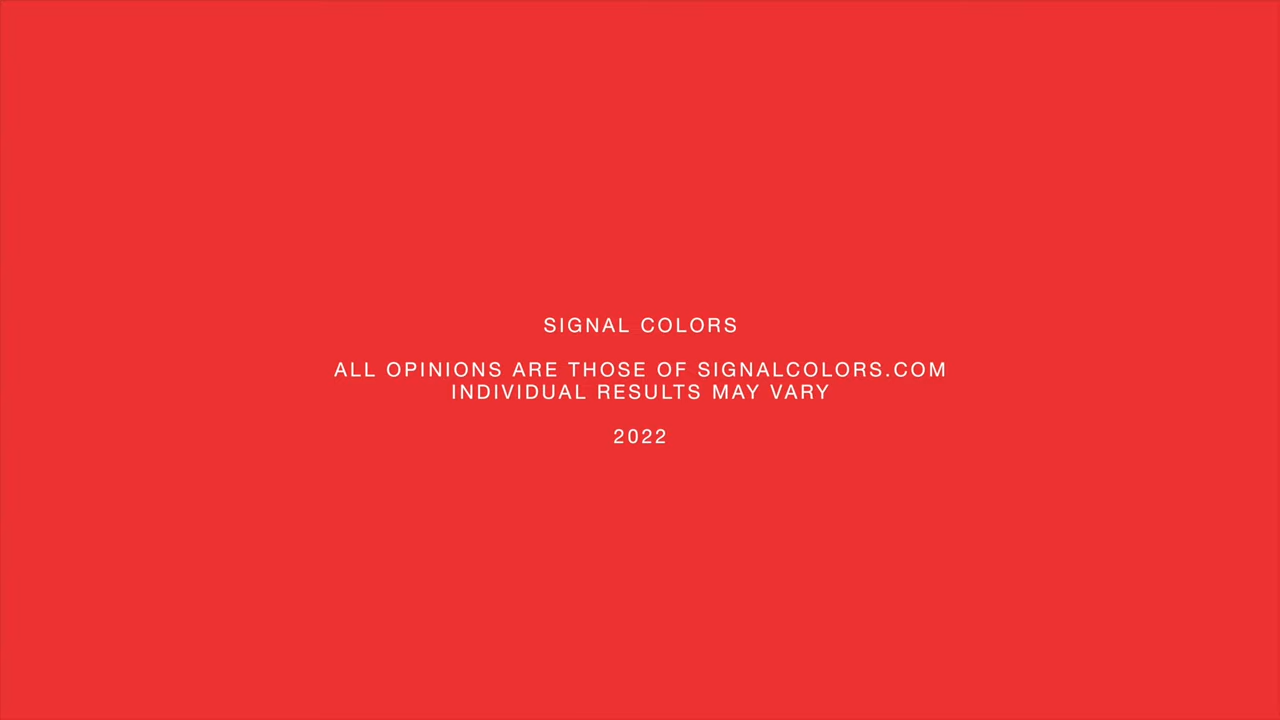 SIGNAL COLORS
ALL OPINIONS ARE THOSE OF SIGNALCOLORS.COM
INDIVIDUAL RESULTS MAY VARY
2022